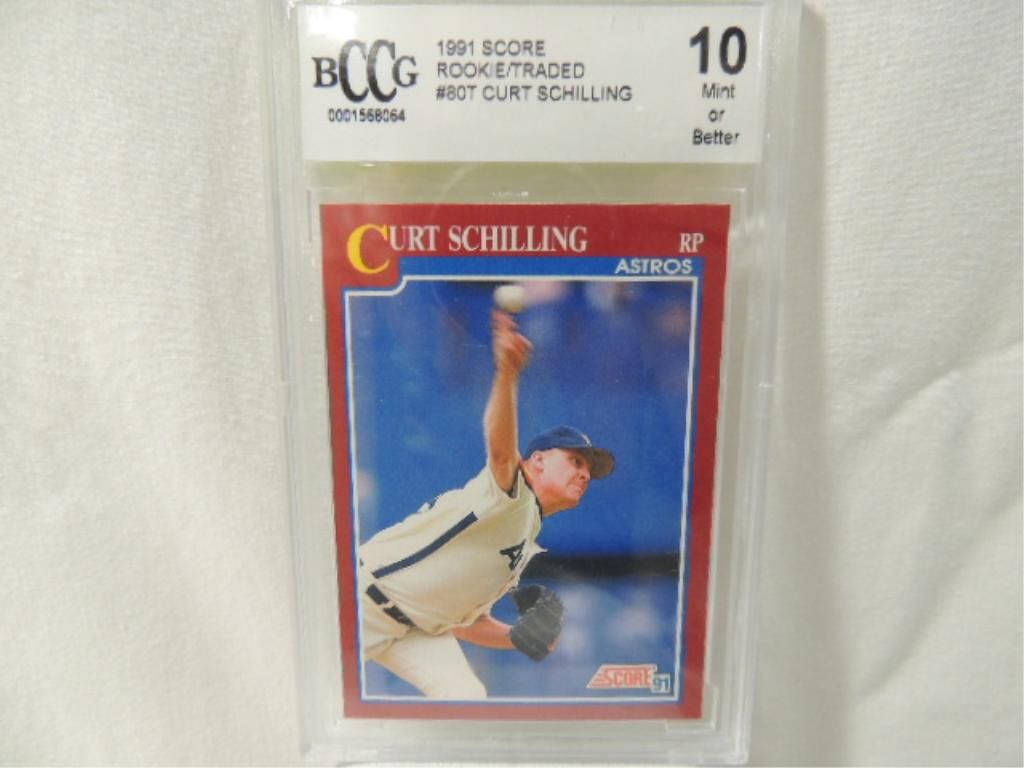 BCCG
0001568064
1991 SCORE
ROOKIE/TRADED
#80T CURT SCHILLING
10
Mint
or
Better
CURT SCHILLING
RP
ASTROS
A
SCORE 91